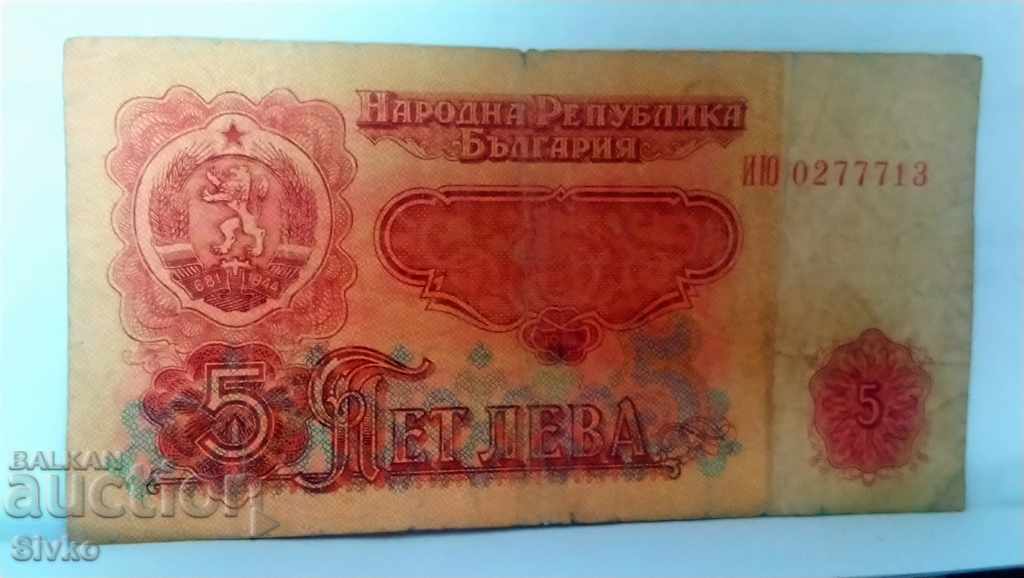 НАРОДНА РЕПУБЛИКА
БЪЛГАРИЯ
ИЮ 0277713
681 1944
5 ПЕТ ЛЕВА
5
BALKAN
auction
Sivko